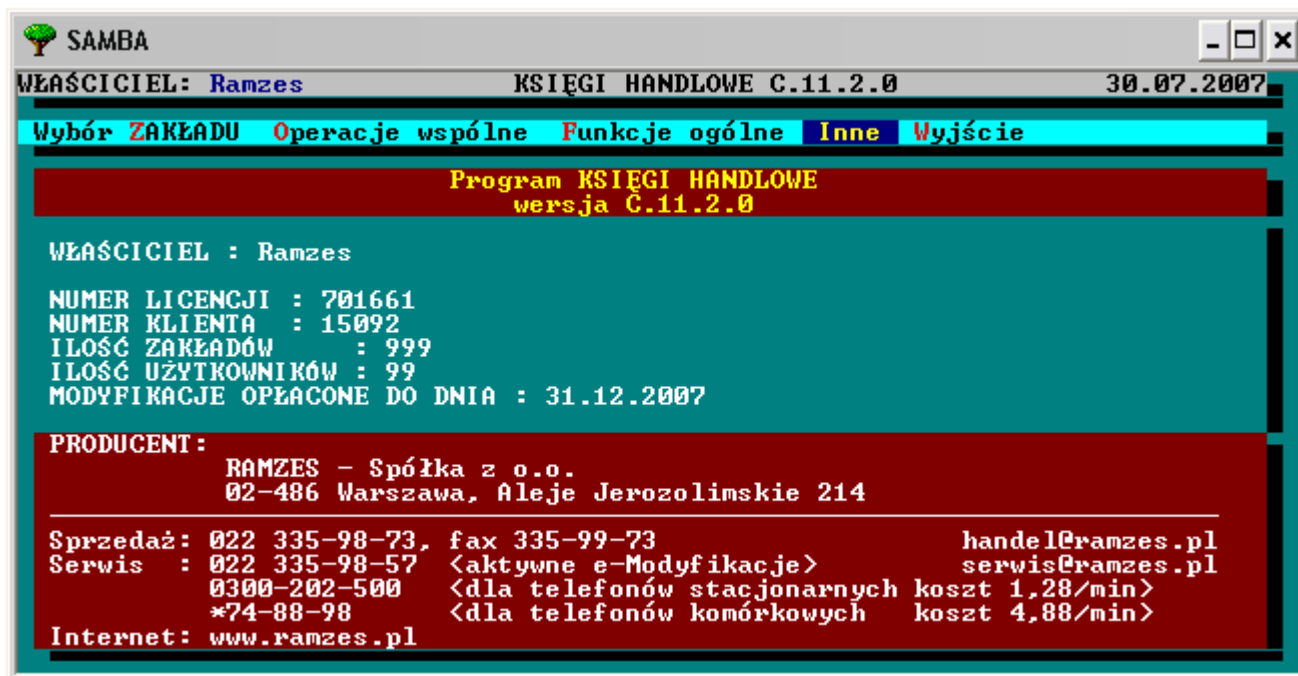 SAMBA
WŁAŚCICIEL: Ramzes KSIĘGI HANDLOWE C.11.2.0 30.07.2007
Wybór ZAKŁADU Operacje wspólne Funkcje ogólne Inne Wyjście
Program KSIĘGI HANDLOWE
wersja C.11.2.0
WŁAŚCICIEL : Ramzes
NUMER LICENCJI : 701661
NUMER KLIENTA : 15092
ILOŚĆ ZAKŁADÓW : 999
ILOŚĆ UŻYTKOWNIKÓW : 99
MODYFIKACJE OPŁACONE DO DNIA : 31.12.2007
PRODUCENT:
RAMZES - Spółka z o.o.
02-486 Warszawa, Aleje Jerozolimskie 214
Sprzedaż: 022 335-98-73, fax 335-99-73 handel@ramzes.pl
Serwis : 022 335-98-57 <aktywne e-Modyfikacje> serwis@ramzes.pl
0300-202-500 <dla telefonów stacjonarnych koszt 1,28/min>
*74-88-98 <dla telefonów komórkowych koszt 4,88/min>
Internet: www.ramzes.pl